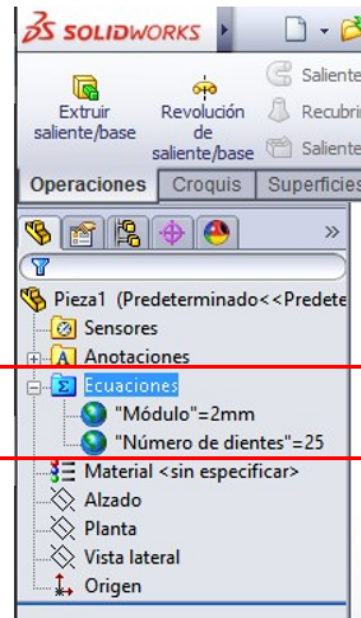 SOLIDWORKS
Extruir
saliente/base
Revolución
de
saliente/base
Saliente
Recubri
Saliente
Operaciones
Croquis
Superficies
»
Pieza1 (Predeterminado<<Predete
Sensores
A Anotaciones
Σ Ecuaciones
"Módulo"=2mm
"Número de dientes"=25
Material <sin especificar>
Alzado
Planta
Vista lateral
Origen